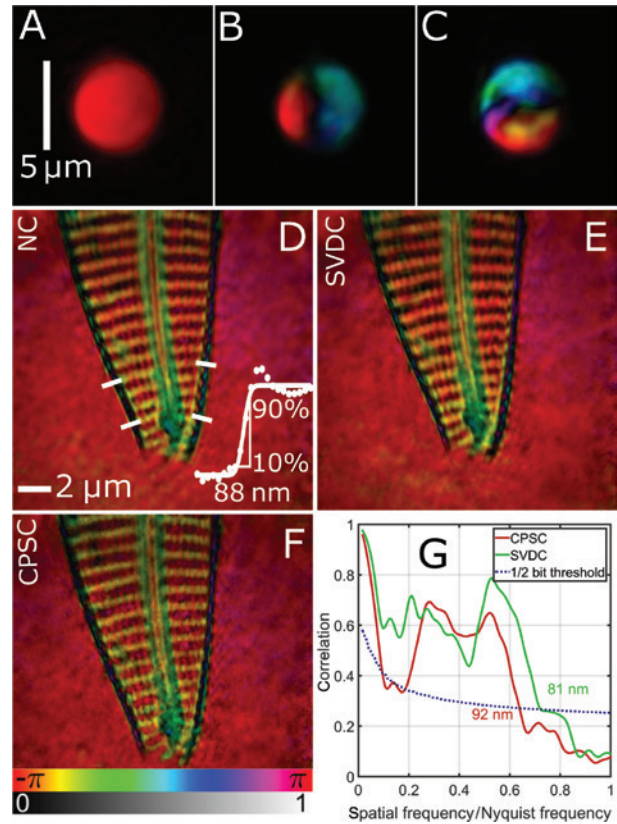 A
B
C
5 µm
NC
D
90%
10%
88 nm
2 µm
SVDC
E
CPSC
F
-π
π
0
1
G
CPSC
SVDC
1/2 bit threshold
81 nm
92 nm
Correlation
1
0.8
0.6
0.4
0.2
0
0
0.2
0.4
0.6
0.8
1
Spatial frequency/Nyquist frequency